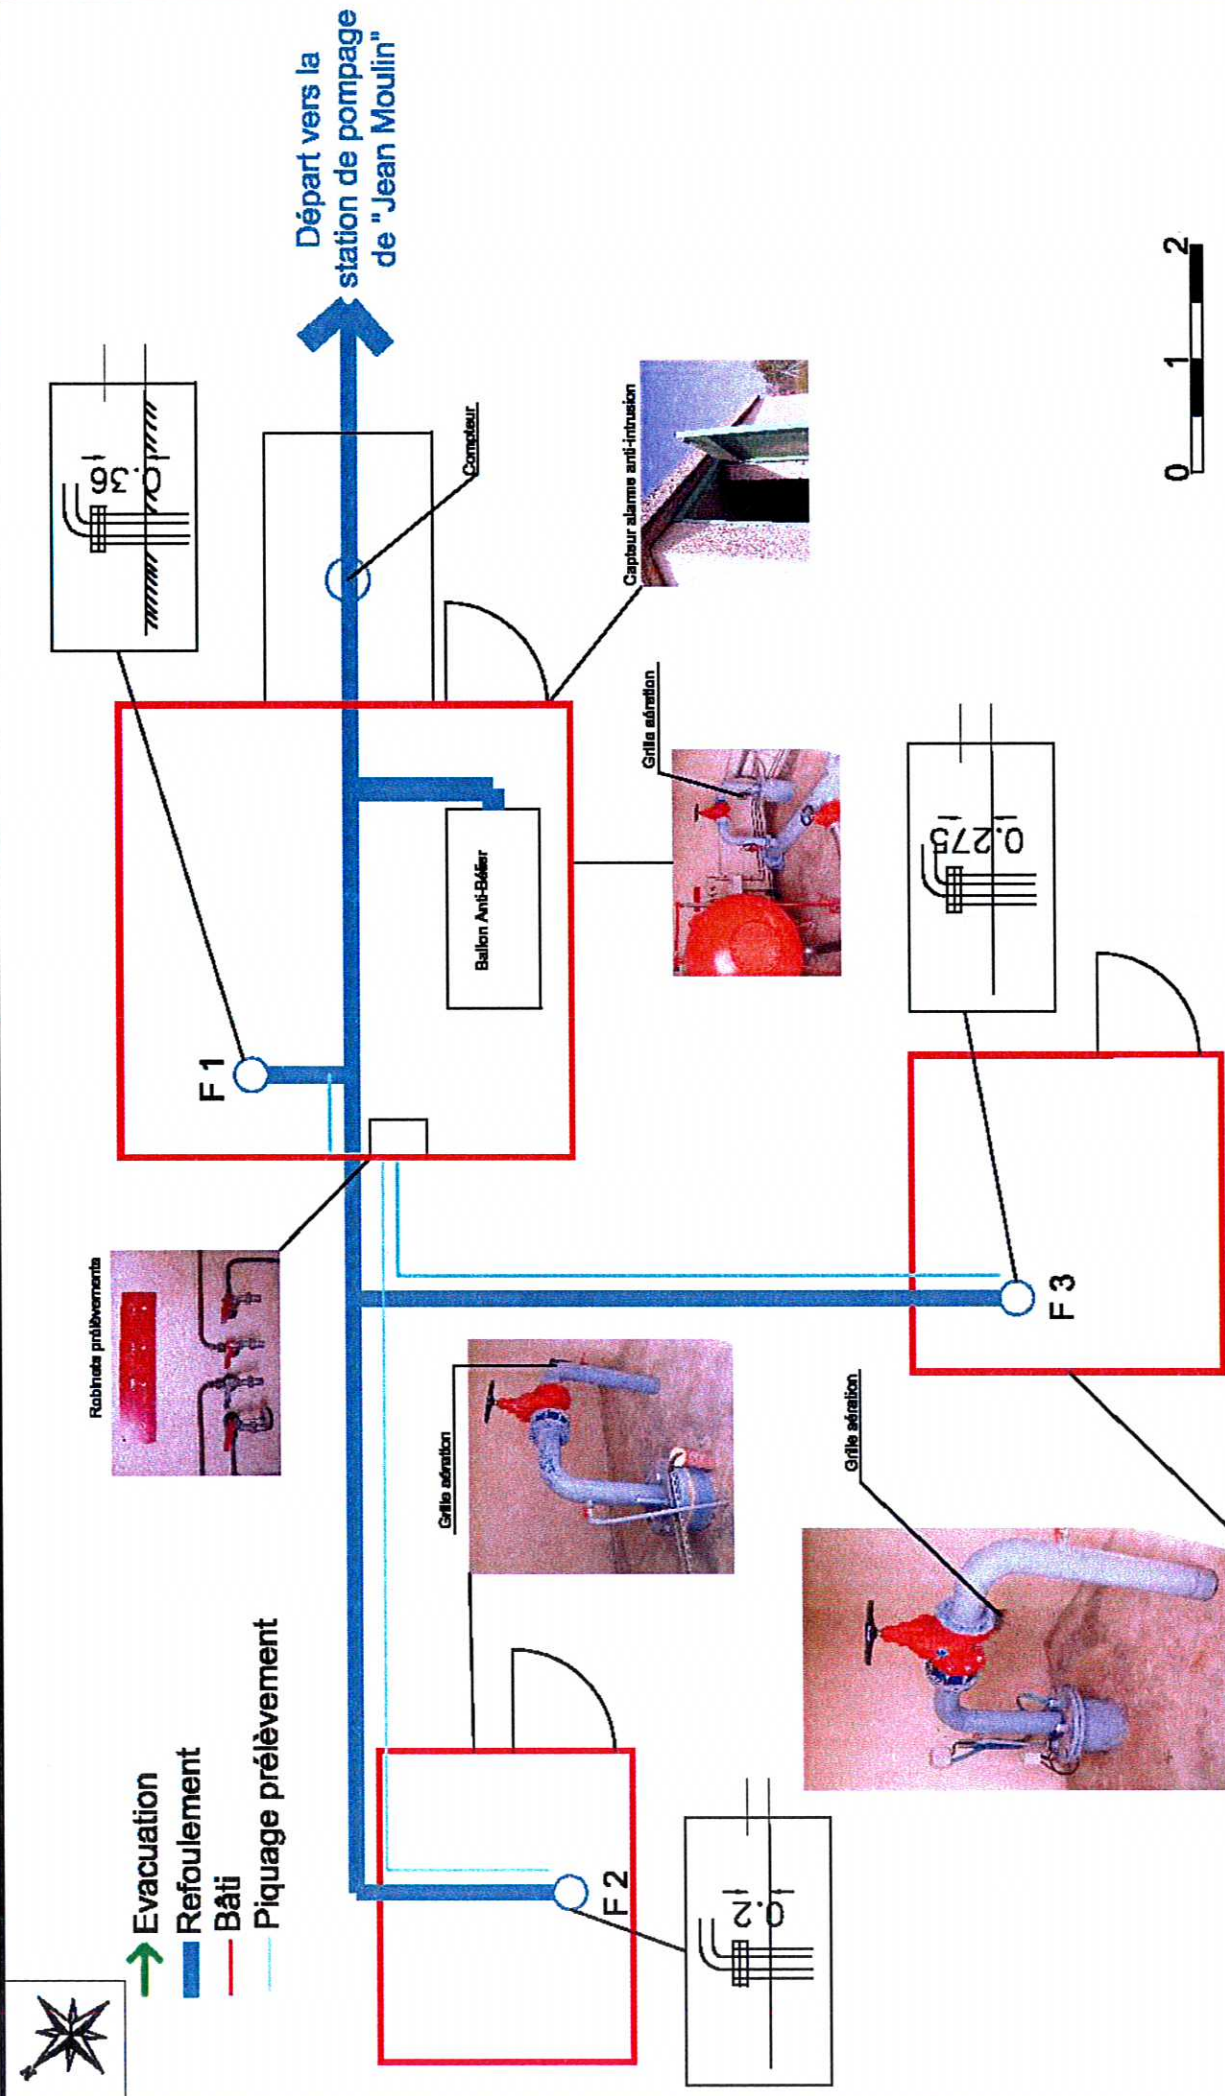 Evacuation
Refoulement
Bâti
Piquage prélèvement
Départ vers la
station de pompage
de "Jean Moulin"
Robinets prélèvements
F 1
0.36
Ballon Anti-Bélier
Compteur
Capteur alarme anti-intrusion
Grille aération
Grille aération
F 2
0.2
Grille aération
F 3
0.275
0
1
2
N